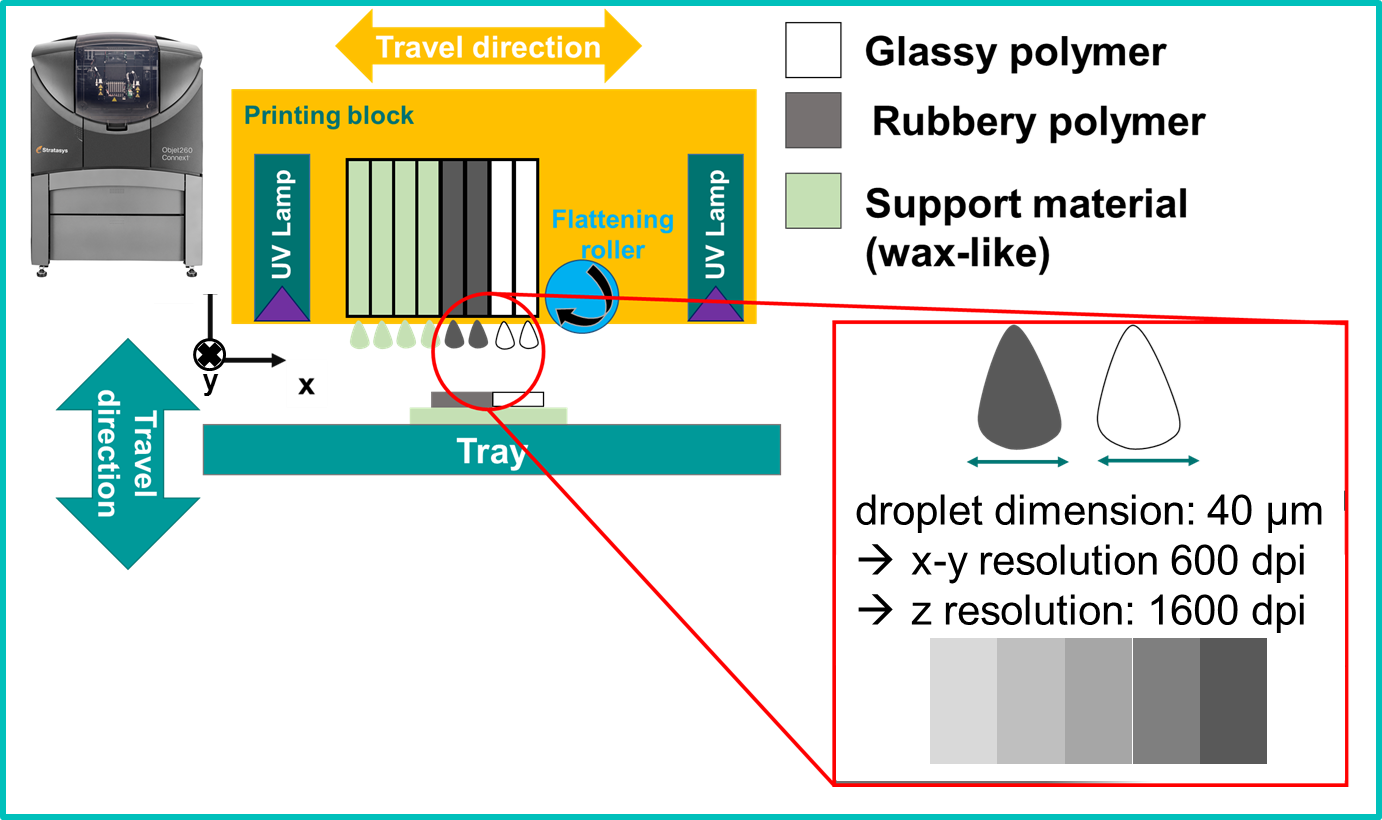 Travel direction
Glassy polymer
Printing block
Rubbery polymer
Stratasys
Objet260
Connex1
UV Lamp
UV Lamp
Support material
(wax-like)
Flattening
roller
y
x
Travel
direction
Tray
droplet dimension: 40 µm
→ x-y resolution 600 dpi
→ z resolution: 1600 dpi